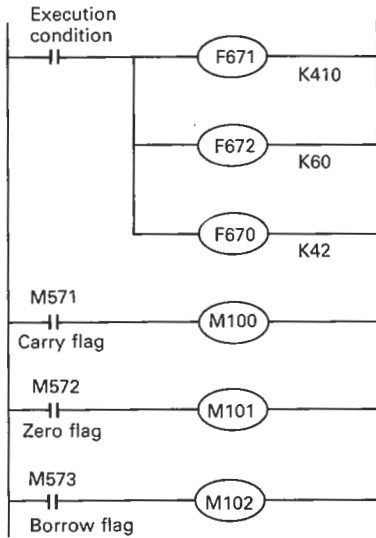 Execution
condition
F671
K410
F672
K60
F670
K42
M571
M100
Carry flag
M572
M101
Zero flag
M573
M102
Borrow flag